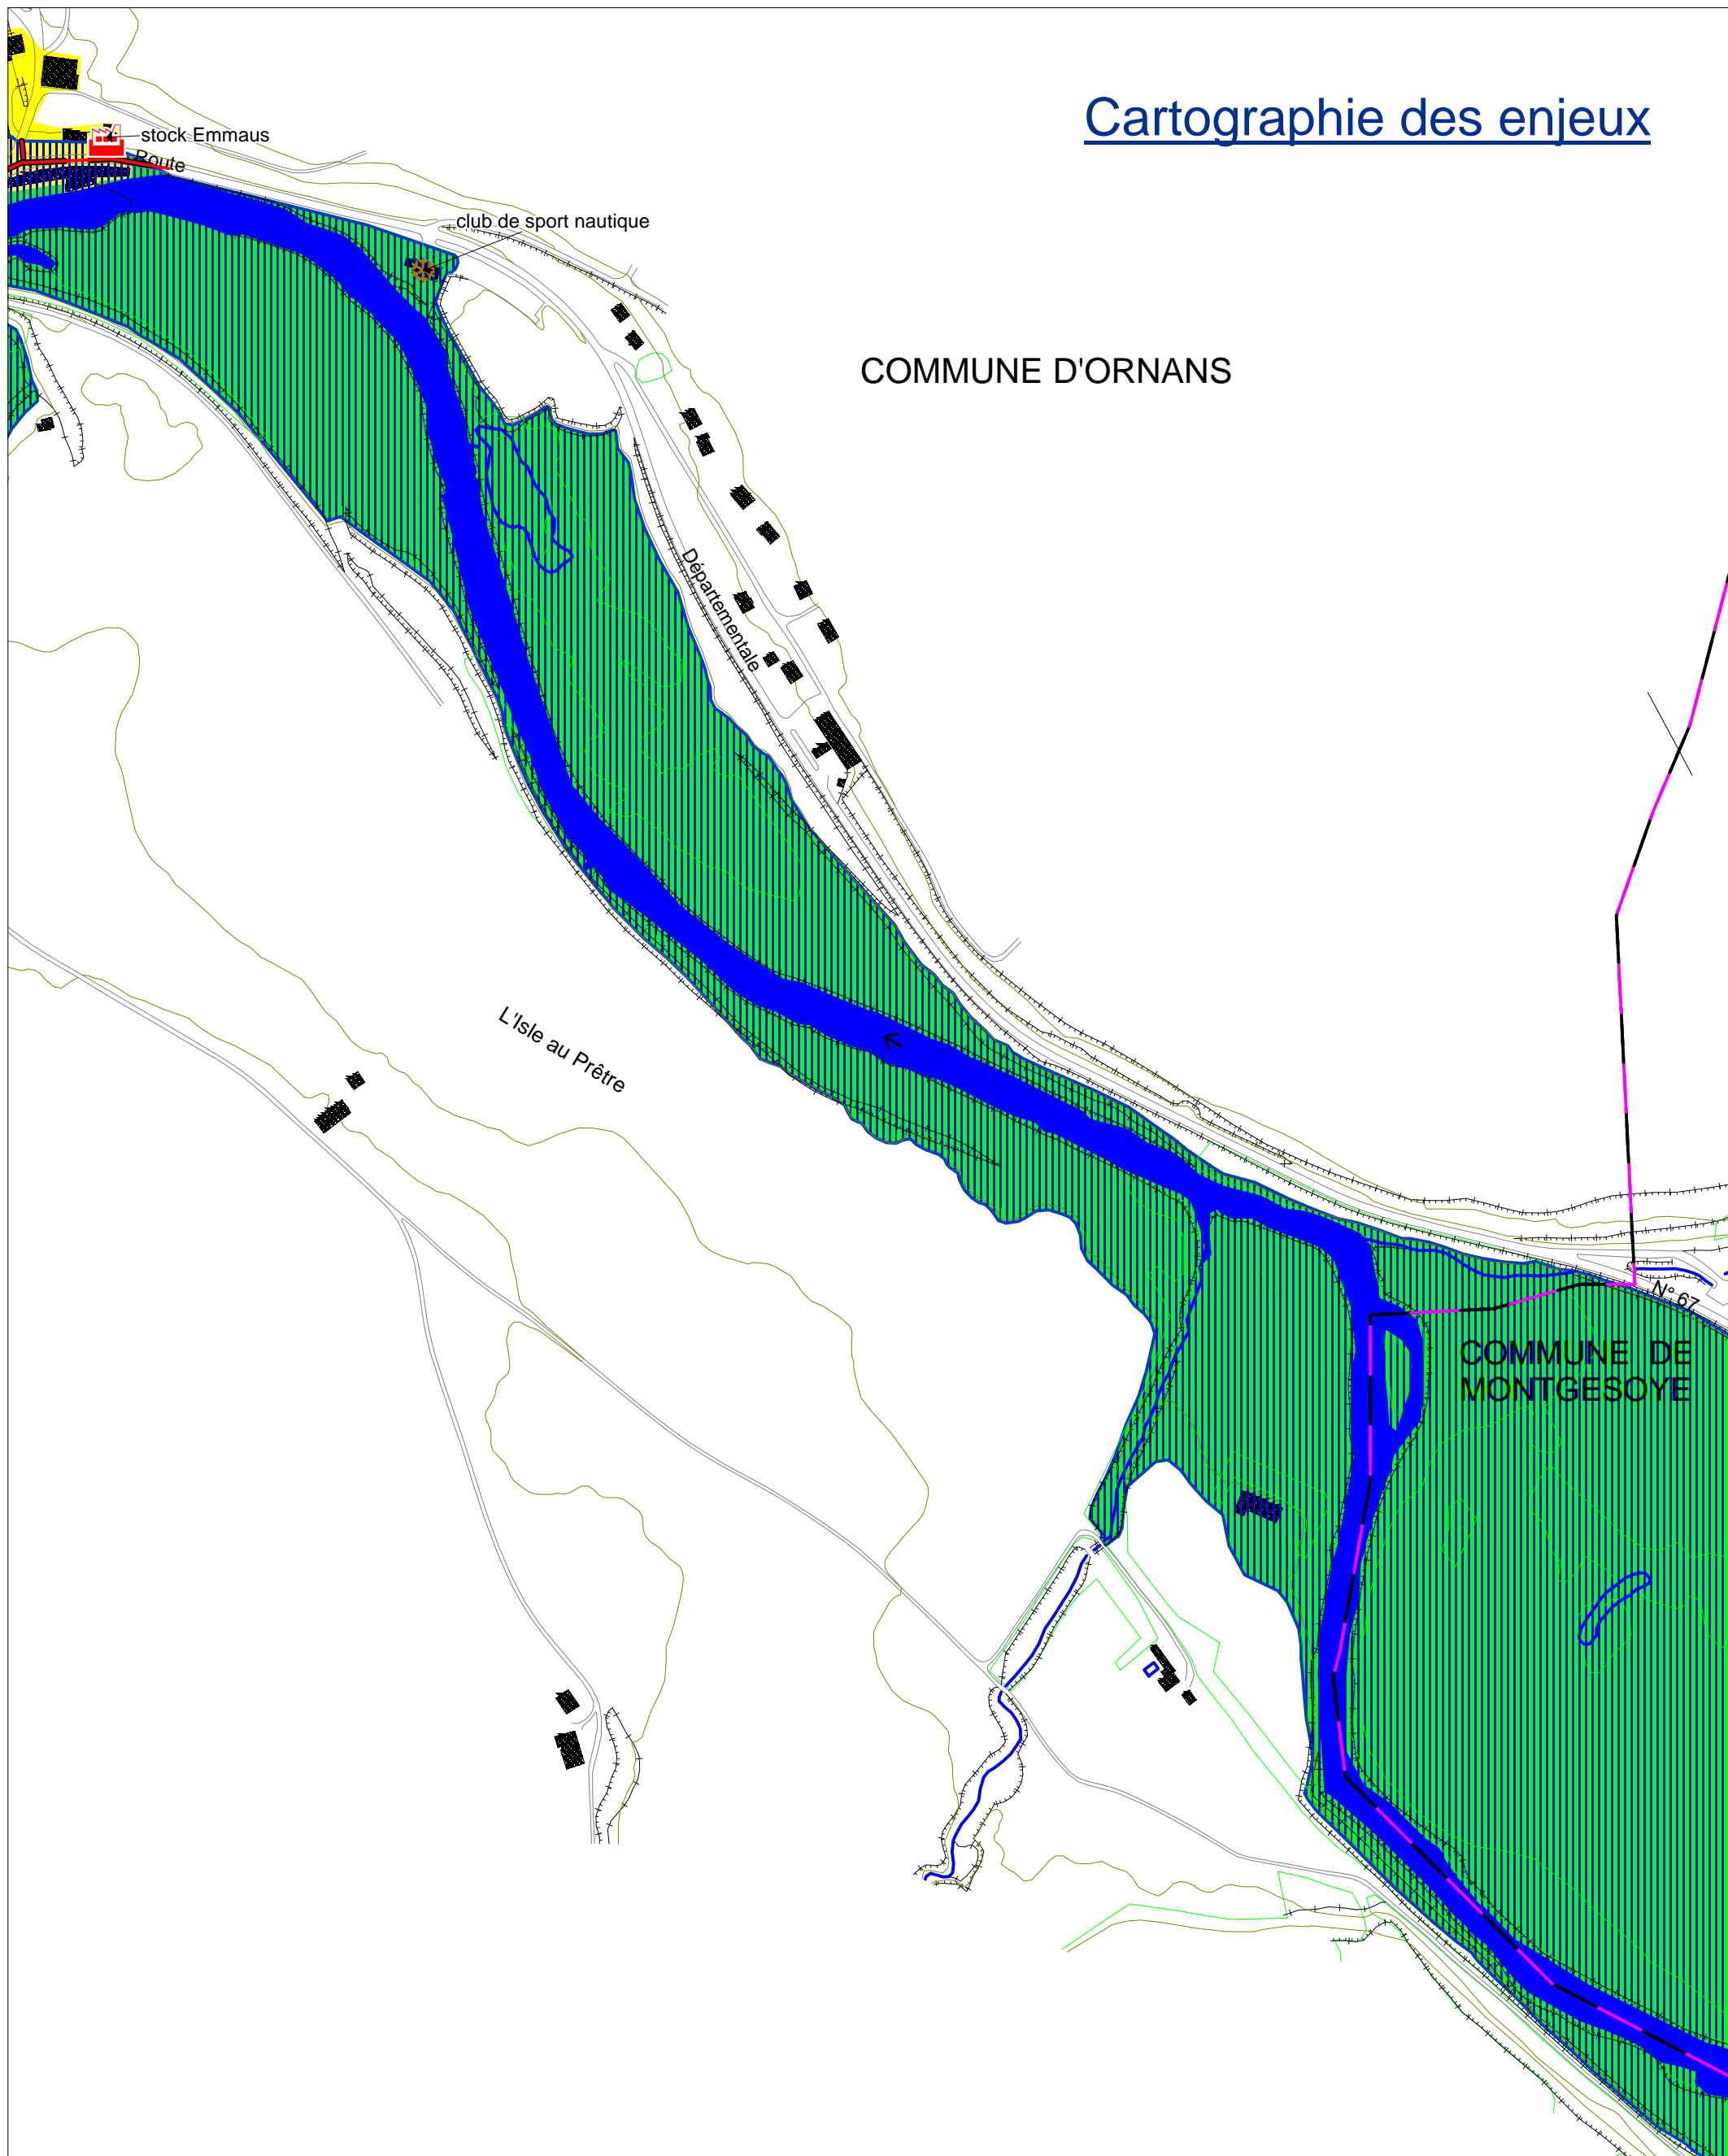 Cartographie des enjeux
stock Emmaus
Route
club de sport nautique
COMMUNE D'ORNANS
Départementale
L'Isle au Prêtre
N° 67
COMMUNE DE
MONTGESOYE